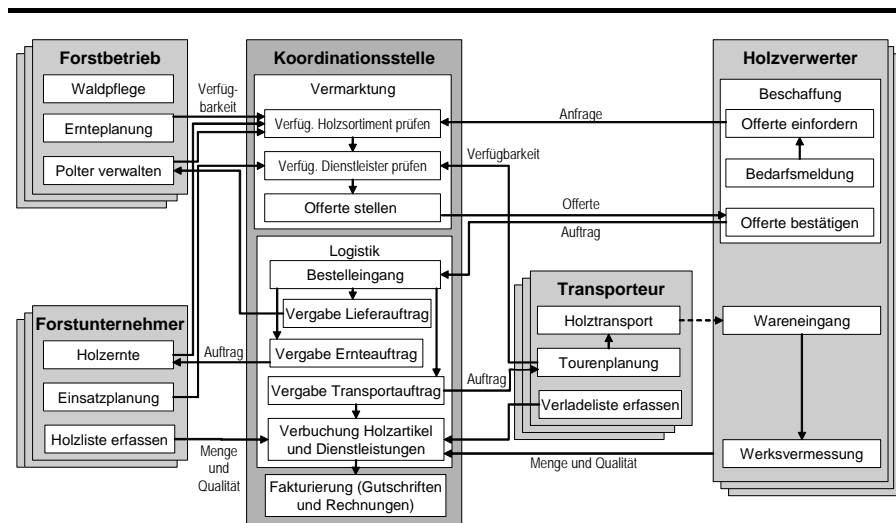 Forstbetrieb
Waldpflege
Ernteplanung
Polter verwalten
Verfüg-
barkeit
Koordinationsstelle
Vermarktung
Verfüg. Holzsortiment prüfen
Verfüg. Dienstleister prüfen
Offerte stellen
Anfrage
Verfügbarkeit
Offerte
Auftrag
Holzverwerter
Beschaffung
Offerte einfordern
Bedarfsmeldung
Offerte bestätigen
Logistik
Bestelleingang
Vergabe Lieferauftrag
Vergabe Ernteauftrag
Vergabe Transportauftrag
Verbuchung Holzartikel
und Dienstleistungen
Fakturierung (Gutschriften
und Rechnungen)
Forstunternehmer
Holzernte
Einsatzplanung
Holzliste erfassen
Auftrag
Menge
und
Qualität
Transporteur
Holztransport
Tourenplanung
Verladeliste erfassen
Auftrag
Wareneingang
Werksvermessung
Menge und Qualität